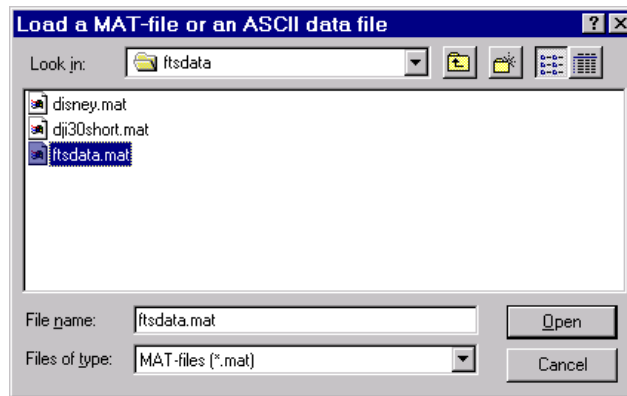 Load a MAT-file or an ASCII data file
Look in: ftsdata
disney.mat
dji30short.mat
ftsdata.mat
File name: ftsdata.mat Open
Files of type: MAT-files (*.mat) Cancel